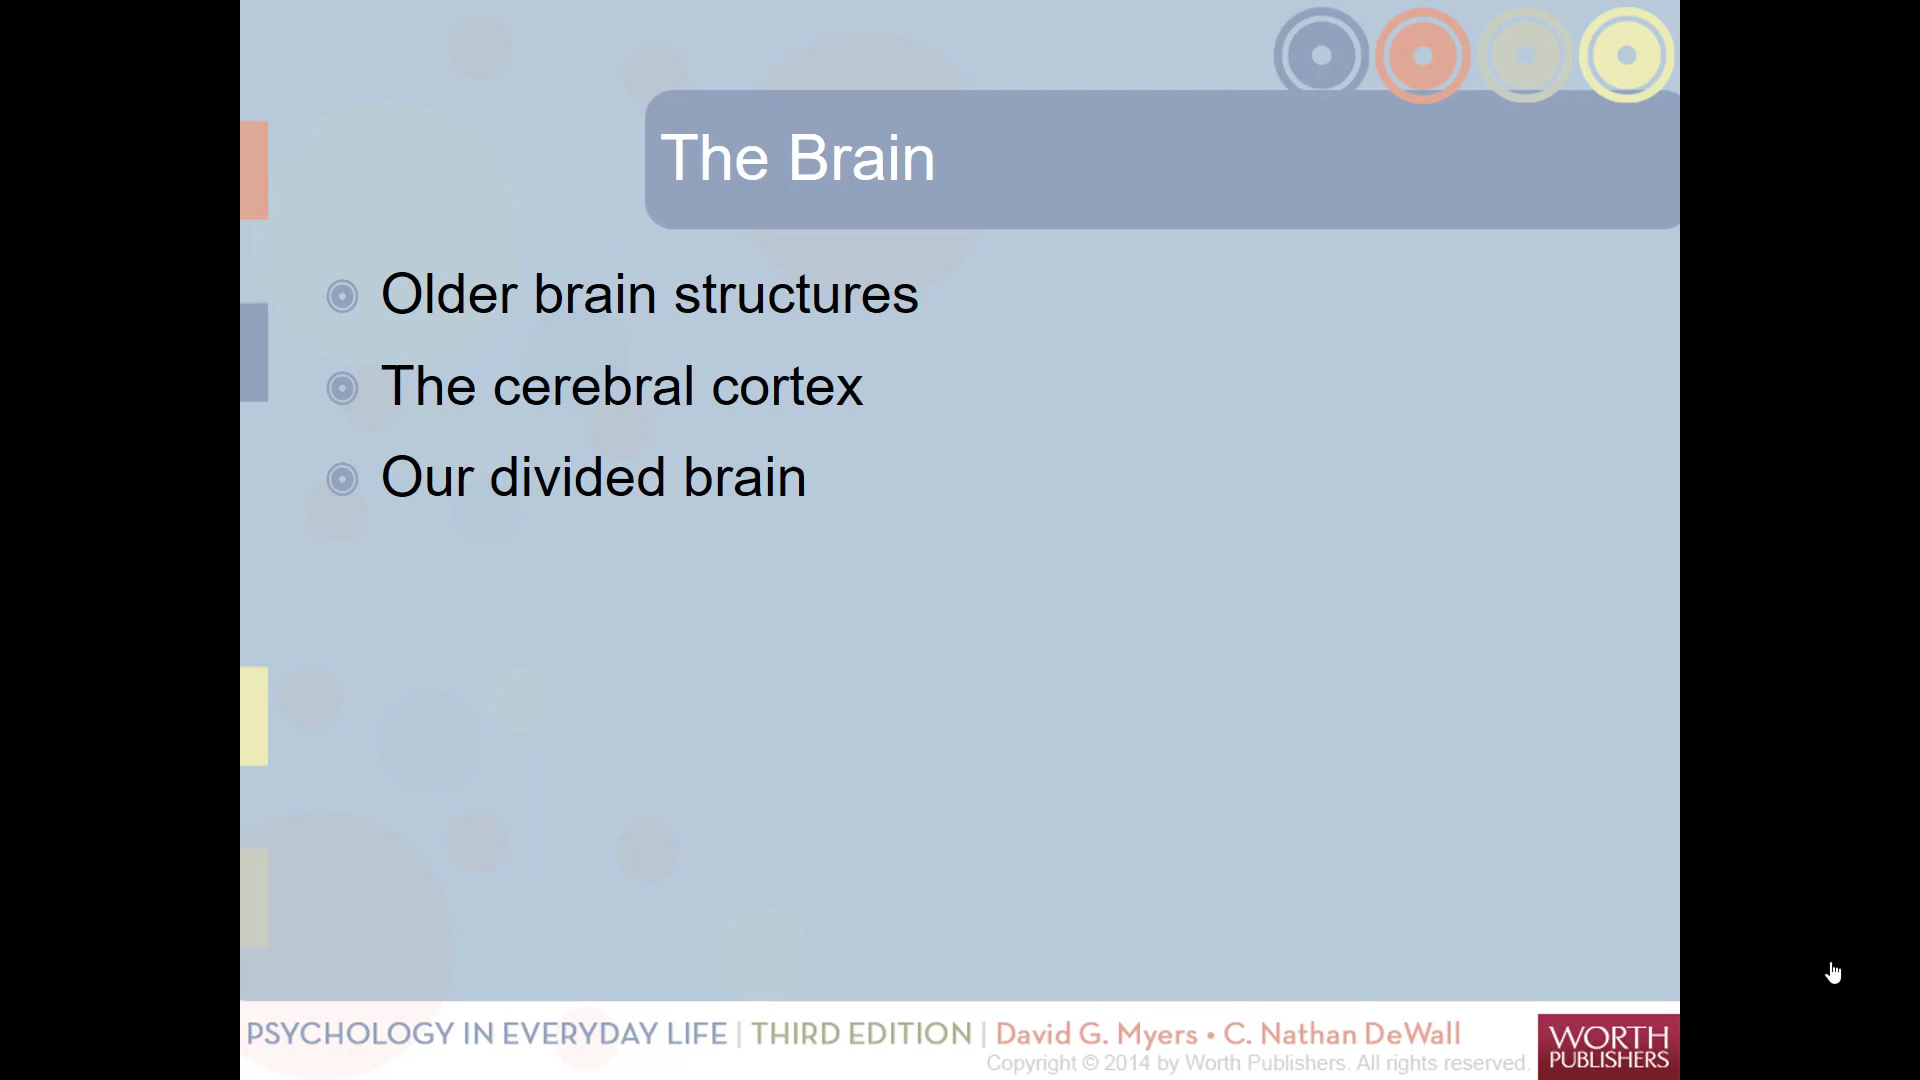 The Brain
Older brain structures
The cerebral cortex
Our divided brain
PSYCHOLOGY IN EVERYDAY LIFE | THIRD EDITION | David G. Myers • C. Nathan DeWall
Copyright © 2014 by Worth Publishers. All rights reserved.
WORTH
PUBLISHERS